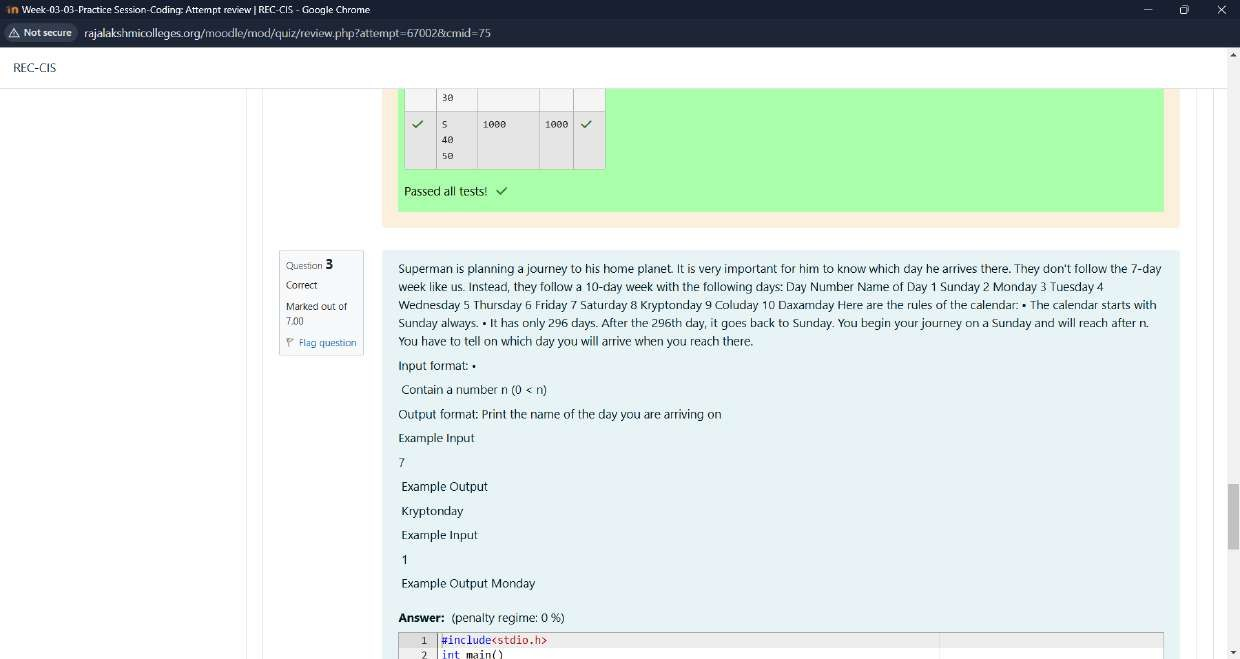 Week-03-03-Practice Session-Coding: Attempt review | REC-CIS - Google Chrome
Not secure rajalakshmicolleges.org/moodle/mod/quiz/review.php?attempt=67002&cmid=75
REC-CIS
30
5 1000 1000
40
50
Passed all tests!
Question 3
Correct
Marked out of
7.00
Flag question
Superman is planning a journey to his home planet. It is very important for him to know which day he arrives there. They don't follow the 7-day
week like us. Instead, they follow a 10-day week with the following days: Day Number Name of Day 1 Sunday 2 Monday 3 Tuesday 4
Wednesday 5 Thursday 6 Friday 7 Saturday 8 Kryptonday 9 Coluday 10 Daxamday Here are the rules of the calendar: • The calendar starts with
Sunday always. • It has only 296 days. After the 296th day, it goes back to Sunday. You begin your journey on a Sunday and will reach after n.
You have to tell on which day you will arrive when you reach there.
Input format: •
Contain a number n (0 < n)
Output format: Print the name of the day you are arriving on
Example Input
7
Example Output
Kryptonday
Example Input
1
Example Output Monday
Answer: (penalty regime: 0 %)
1 #include<stdio.h>
2 int main()